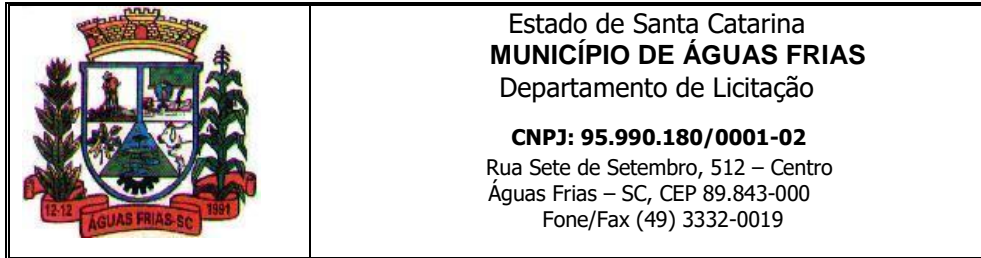 12-12
ÁGUAS FRIAS-SC
1991
Estado de Santa Catarina
MUNICÍPIO DE ÁGUAS FRIAS
Departamento de Licitação
CNPJ: 95.990.180/0001-02
Rua Sete de Setembro, 512 – Centro
Águas Frias – SC, CEP 89.843-000
Fone/Fax (49) 3332-0019